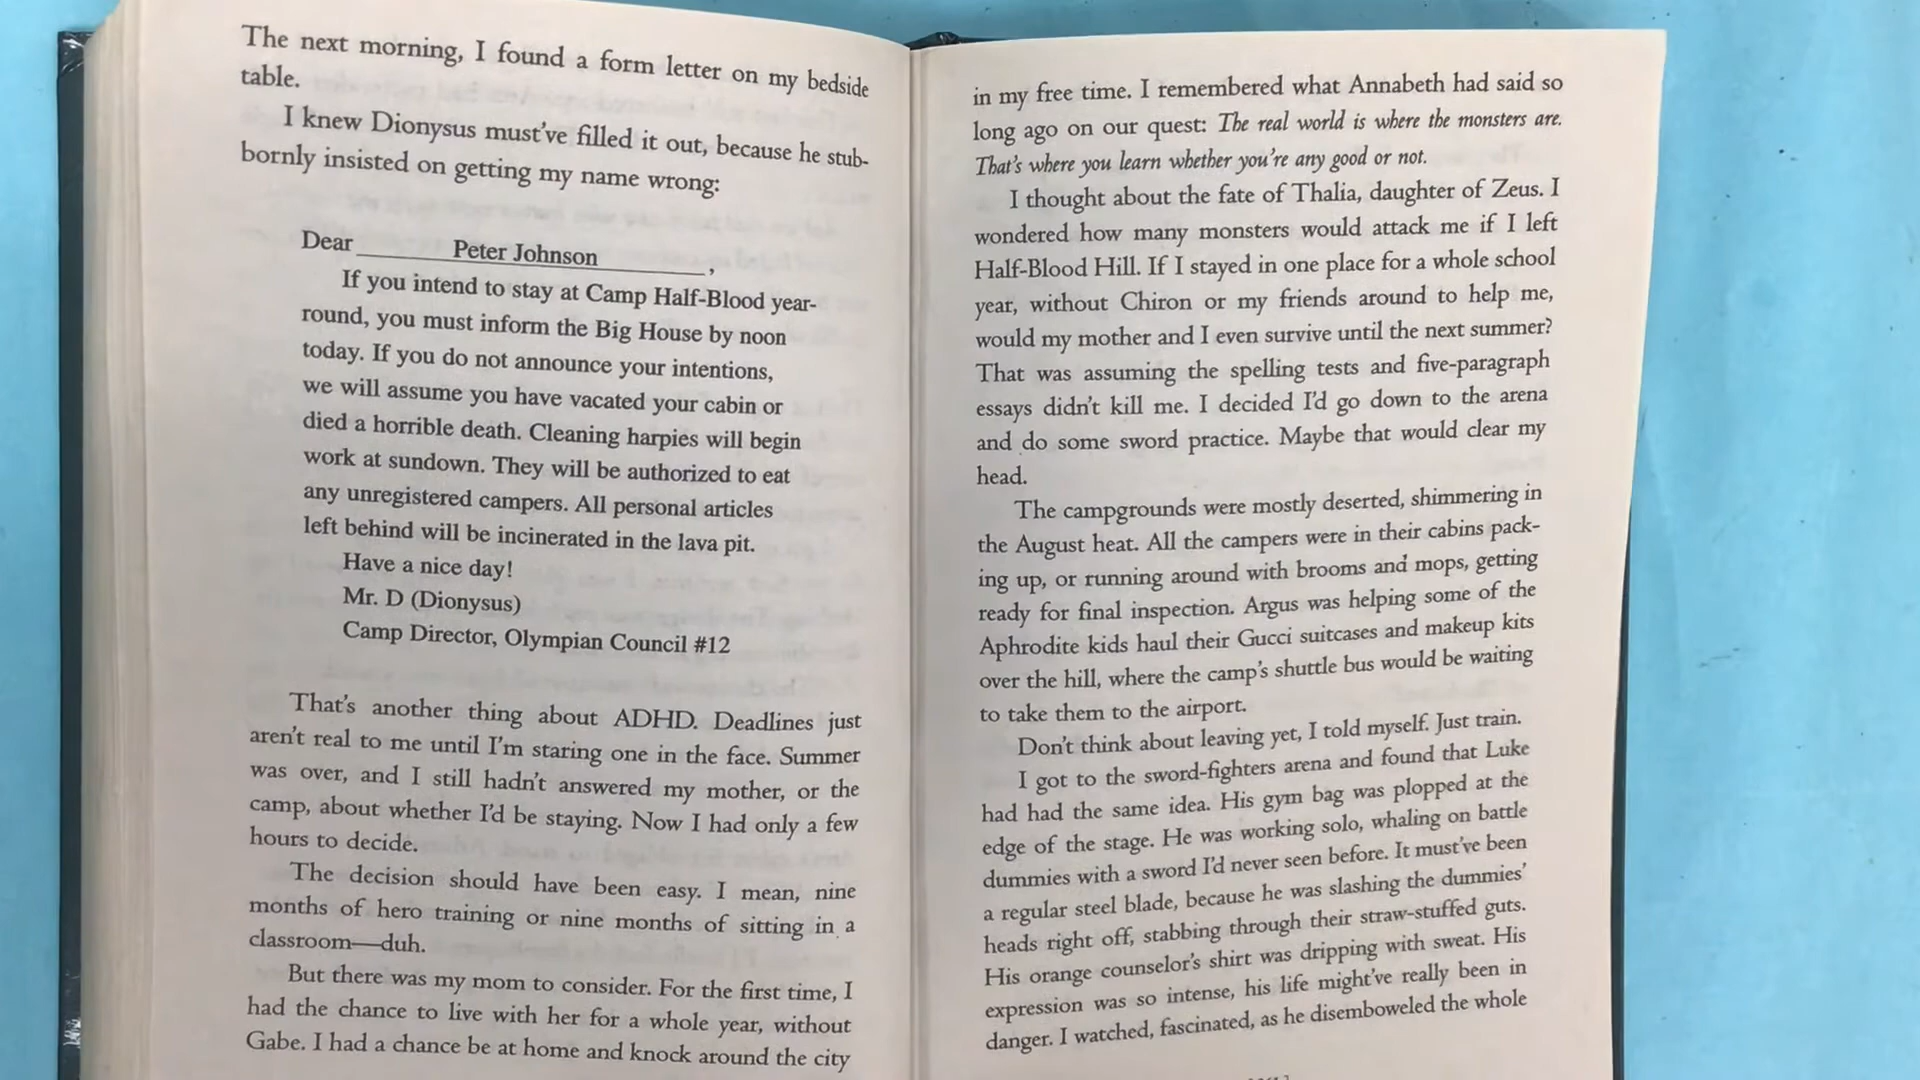 The next morning, I found a form letter on my bedside
table.
I knew Dionysus must've filled it out, because he stub-
bornly insisted on getting my name wrong:
Dear Peter Johnson,
If you intend to stay at Camp Half-Blood year-
round, you must inform the Big House by noon
today. If you do not announce your intentions,
we will assume you have vacated your cabin or
died a horrible death. Cleaning harpies will begin
work at sundown. They will be authorized to eat
any unregistered campers. All personal articles
left behind will be incinerated in the lava pit.
Have a nice day!
Mr. D (Dionysus)
Camp Director, Olympian Council #12
That's another thing about ADHD. Deadlines just
aren't real to me until I'm staring one in the face. Summer
was over, and I still hadn't answered my mother, or the
camp, about whether I'd be staying. Now I had only a few
hours to decide.
The decision should have been easy. I mean, nine
months of hero training or nine months of sitting in a
classroom—duh.
But there was my mom to consider. For the first time, I
had the chance to live with her for a whole year, without
Gabe. I had a chance be at home and knock around the city
in my free time. I remembered what Annabeth had said so
long ago on our quest: The real world is where the monsters are.
That's where you learn whether you're any good or not.
I thought about the fate of Thalia, daughter of Zeus. I
wondered how many monsters would attack me if I left
Half-Blood Hill. If I stayed in one place for a whole school
year, without Chiron or my friends around to help me,
would my mother and I even survive until the next summer?
That was assuming the spelling tests and five-paragraph
essays didn't kill me. I decided I'd go down to the arena
and do some sword practice. Maybe that would clear my
head.
The campgrounds were mostly deserted, shimmering in
the August heat. All the campers were in their cabins pack-
ing up, or running around with brooms and mops, getting
ready for final inspection. Argus was helping some of the
Aphrodite kids haul their Gucci suitcases and makeup kits
over the hill, where the camp's shuttle bus would be waiting
to take them to the airport.
Don't think about leaving yet, I told myself. Just train.
I got to the sword-fighters arena and found that Luke
had had the same idea. His gym bag was plopped at the
edge of the stage. He was working solo, whaling on battle
dummies with a sword I'd never seen before. It must've been
a regular steel blade, because he was slashing the dummies'
heads right off, stabbing through their straw-stuffed guts.
His orange counselor's shirt was dripping with sweat. His
expression was so intense, his life might've really been in
danger. I watched, fascinated, as he disemboweled the whole